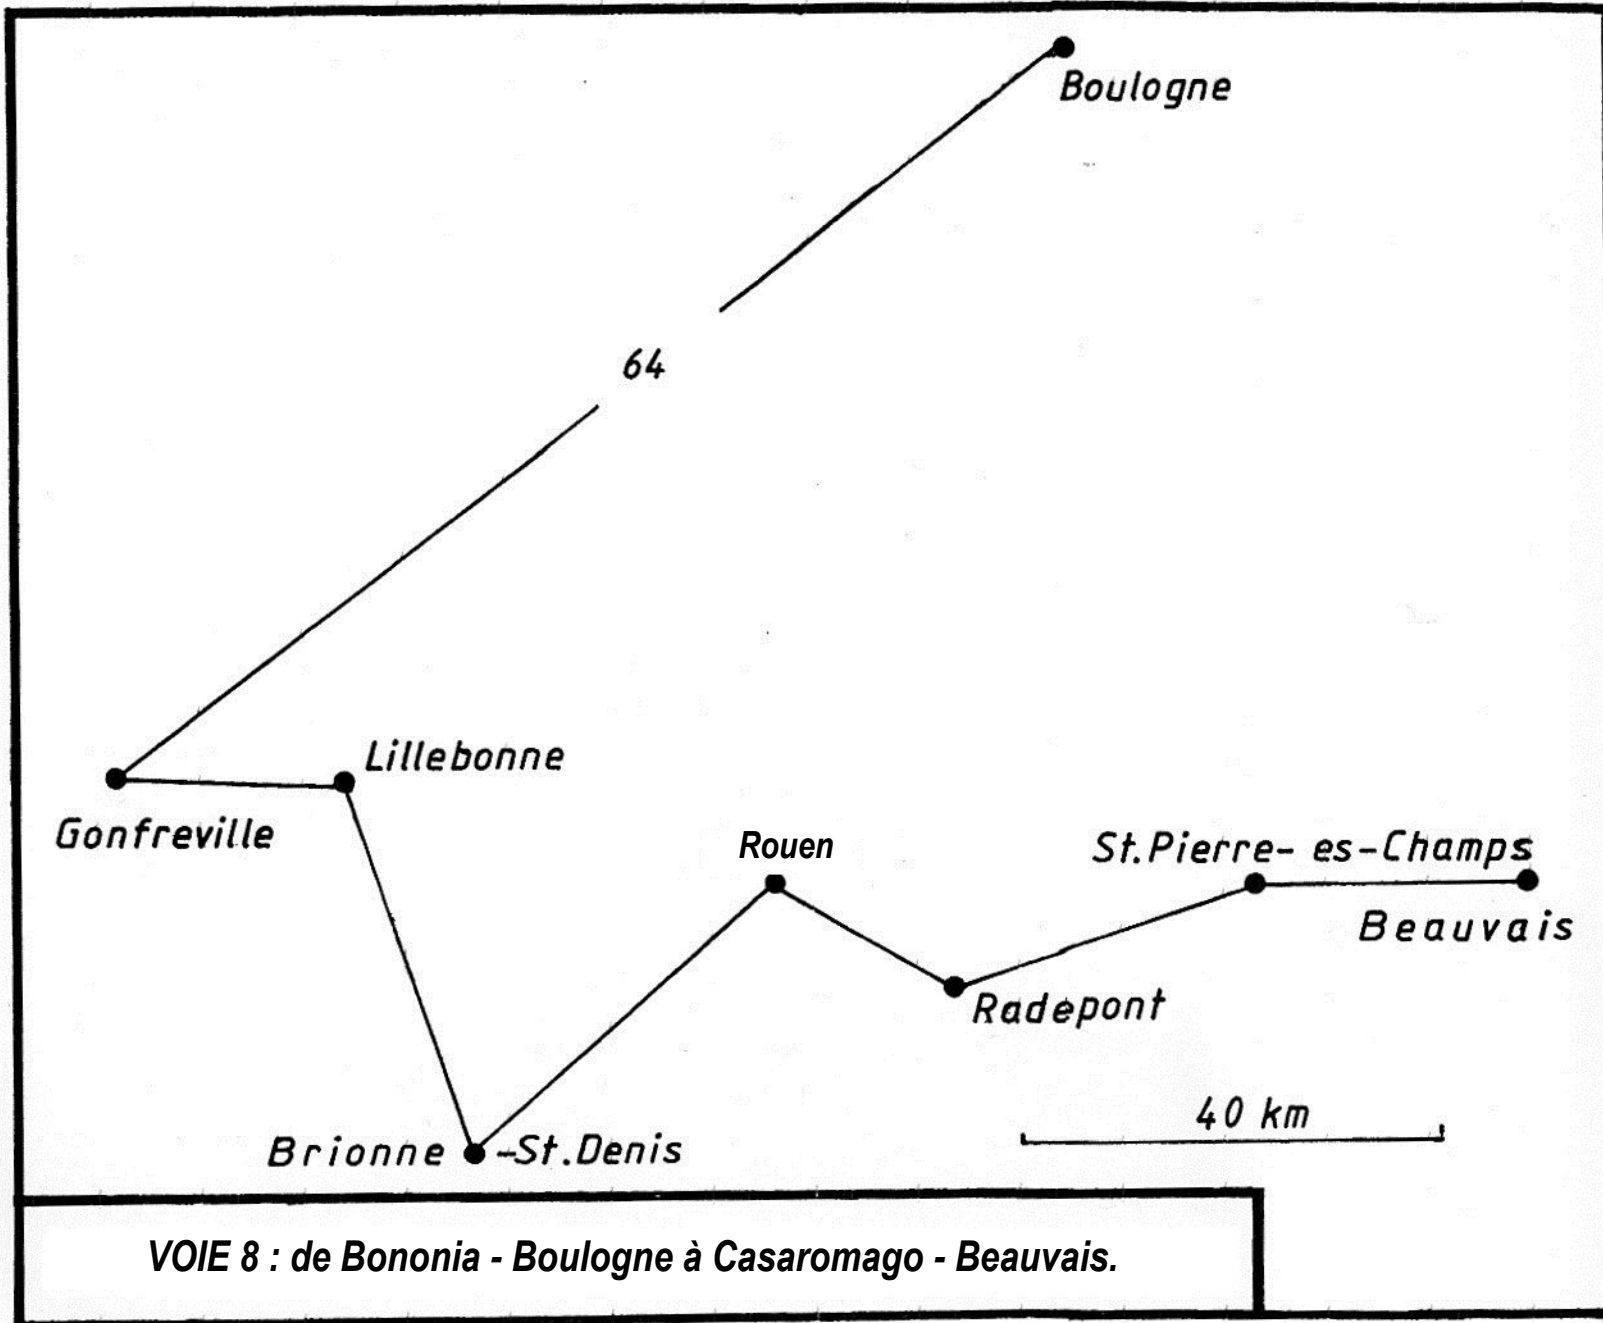 Boulogne
64
Lillebonne
Gonfreville
Rouen
St.Pierre- es-Champs
Beauvais
Radepont
40 km
Brionne -St.Denis
VOIE 8 : de Bononia - Boulogne à Casaromago - Beauvais.